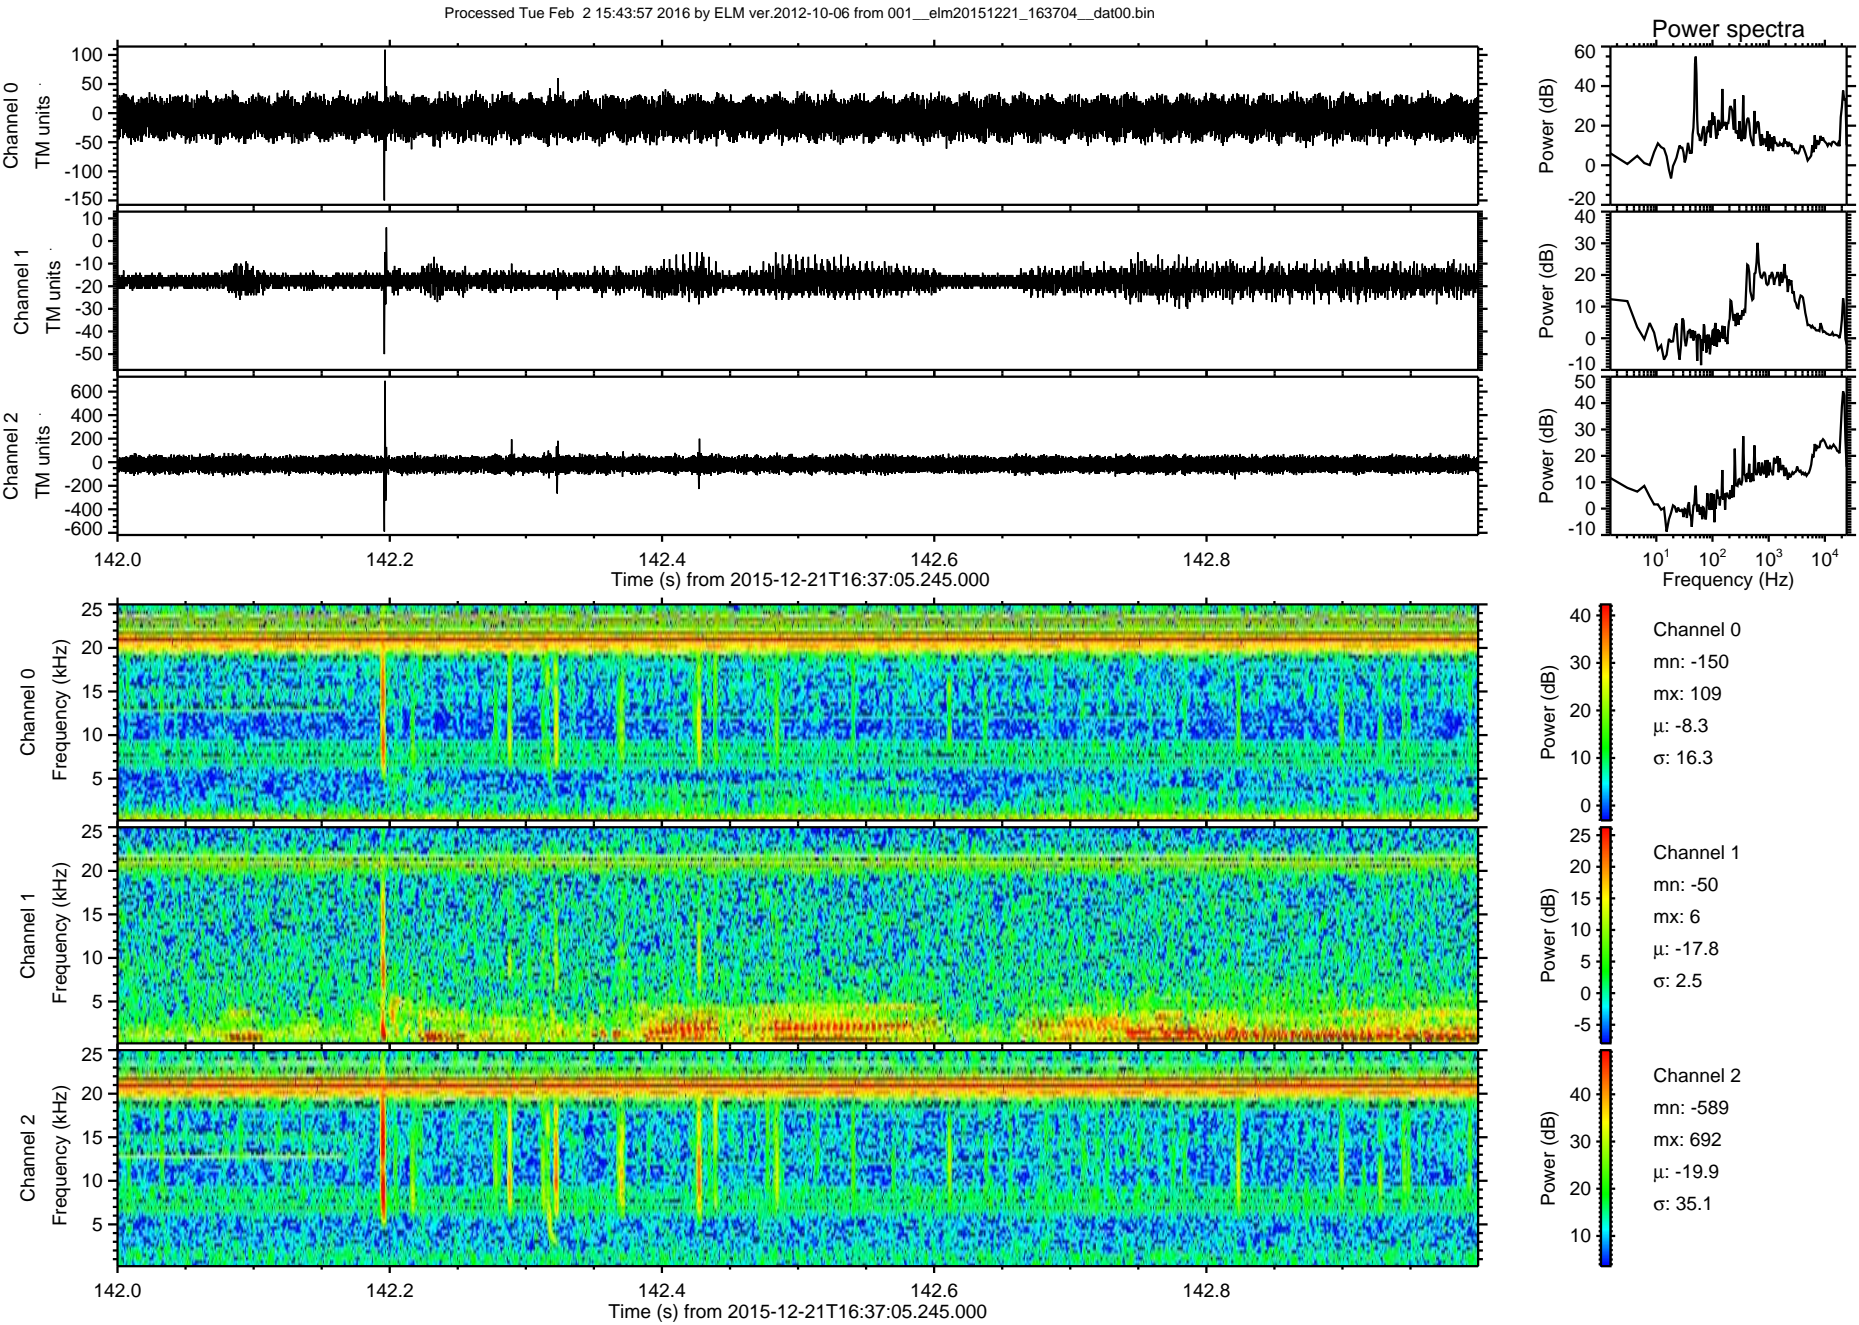 Processed Tue Feb  2 15:43:57 2016 by ELM ver.2012-10-06 from 001__elm20151221_163704__dat00.bin
Power spectra
Channel 0
TM units
100
50
0
-50
-100
-150
Power (dB)
60
40
20
0
-20
Channel 1
TM units
10
0
-10
-20
-30
-40
-50
Power (dB)
40
30
20
10
0
-10
Channel 2
TM units
600
400
200
0
-200
-400
-600
Power (dB)
50
40
30
20
10
0
-10
142.0 142.2 142.4 142.6 142.8
Time (s) from 2015-12-21T16:37:05.245.000
10¹ 10² 10³ 10⁴
Frequency (Hz)
Channel 0
Frequency (kHz)
25
20
15
10
5
Power (dB)
40
30
20
10
0
Channel 0
mn: -150
mx: 109
μ: -8.3
σ: 16.3
Channel 1
Frequency (kHz)
25
20
15
10
5
Power (dB)
25
20
15
10
5
0
-5
Channel 1
mn: -50
mx: 6
μ: -17.8
σ: 2.5
Channel 2
Frequency (kHz)
25
20
15
10
5
Power (dB)
40
30
20
10
Channel 2
mn: -589
mx: 692
μ: -19.9
σ: 35.1
142.0 142.2 142.4 142.6 142.8
Time (s) from 2015-12-21T16:37:05.245.000